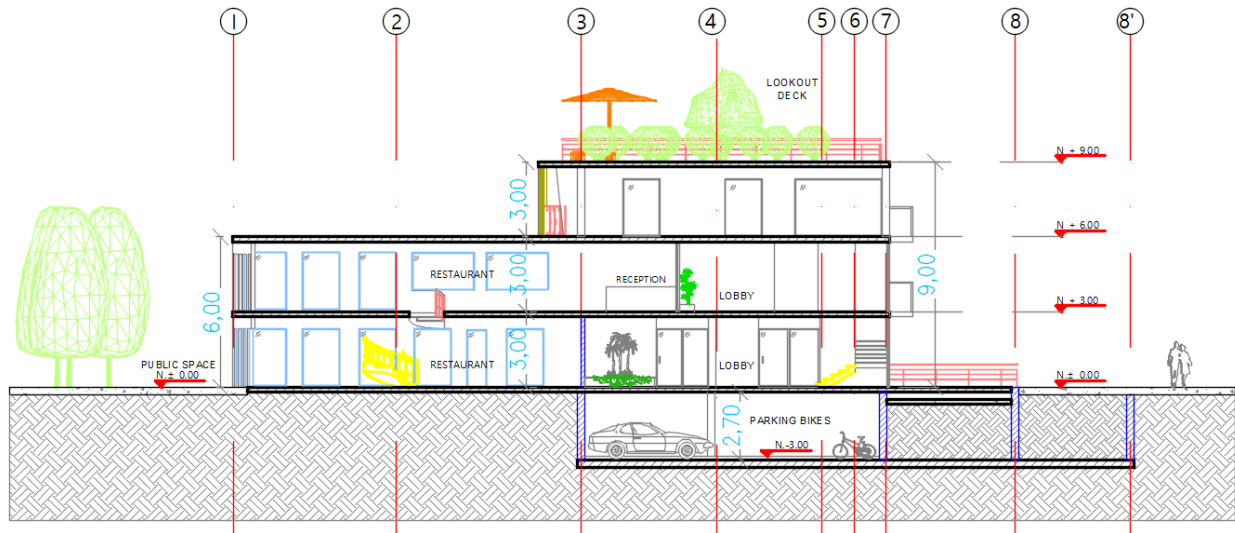 1 2 3 4 5 6 7 8 8'
LOOKOUT
DECK
N + 9.00
3,00
N + 6.00
RESTAURANT
3,00
RECEPTION
LOBBY
9,00
6,00
N + 3.00
PUBLIC SPACE
N.± 0.00
RESTAURANT
3,00
LOBBY
N.± 0.00
2,70
PARKING BIKES
N.-3.00